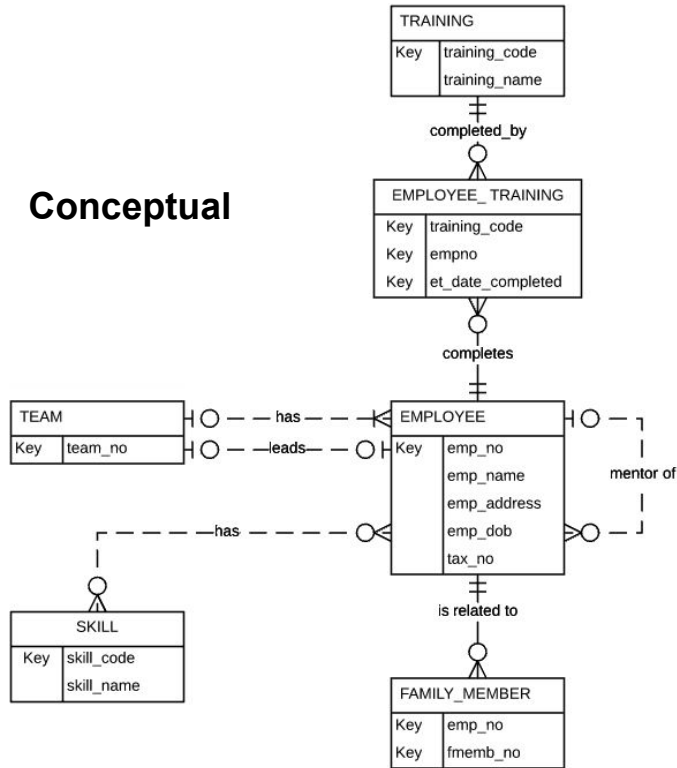 TRAINING
Key training_code
training_name
completed_by
Conceptual
EMPLOYEE_ TRAINING
Key training_code
Key empno
Key et_date_completed
completes
TEAM
Key team_no
has
leads
EMPLOYEE
Key emp_no
emp_name
emp_address
emp_dob
tax_no
mentor of
has
SKILL
Key skill_code
skill_name
is related to
FAMILY_MEMBER
Key emp_no
Key fmemb_no